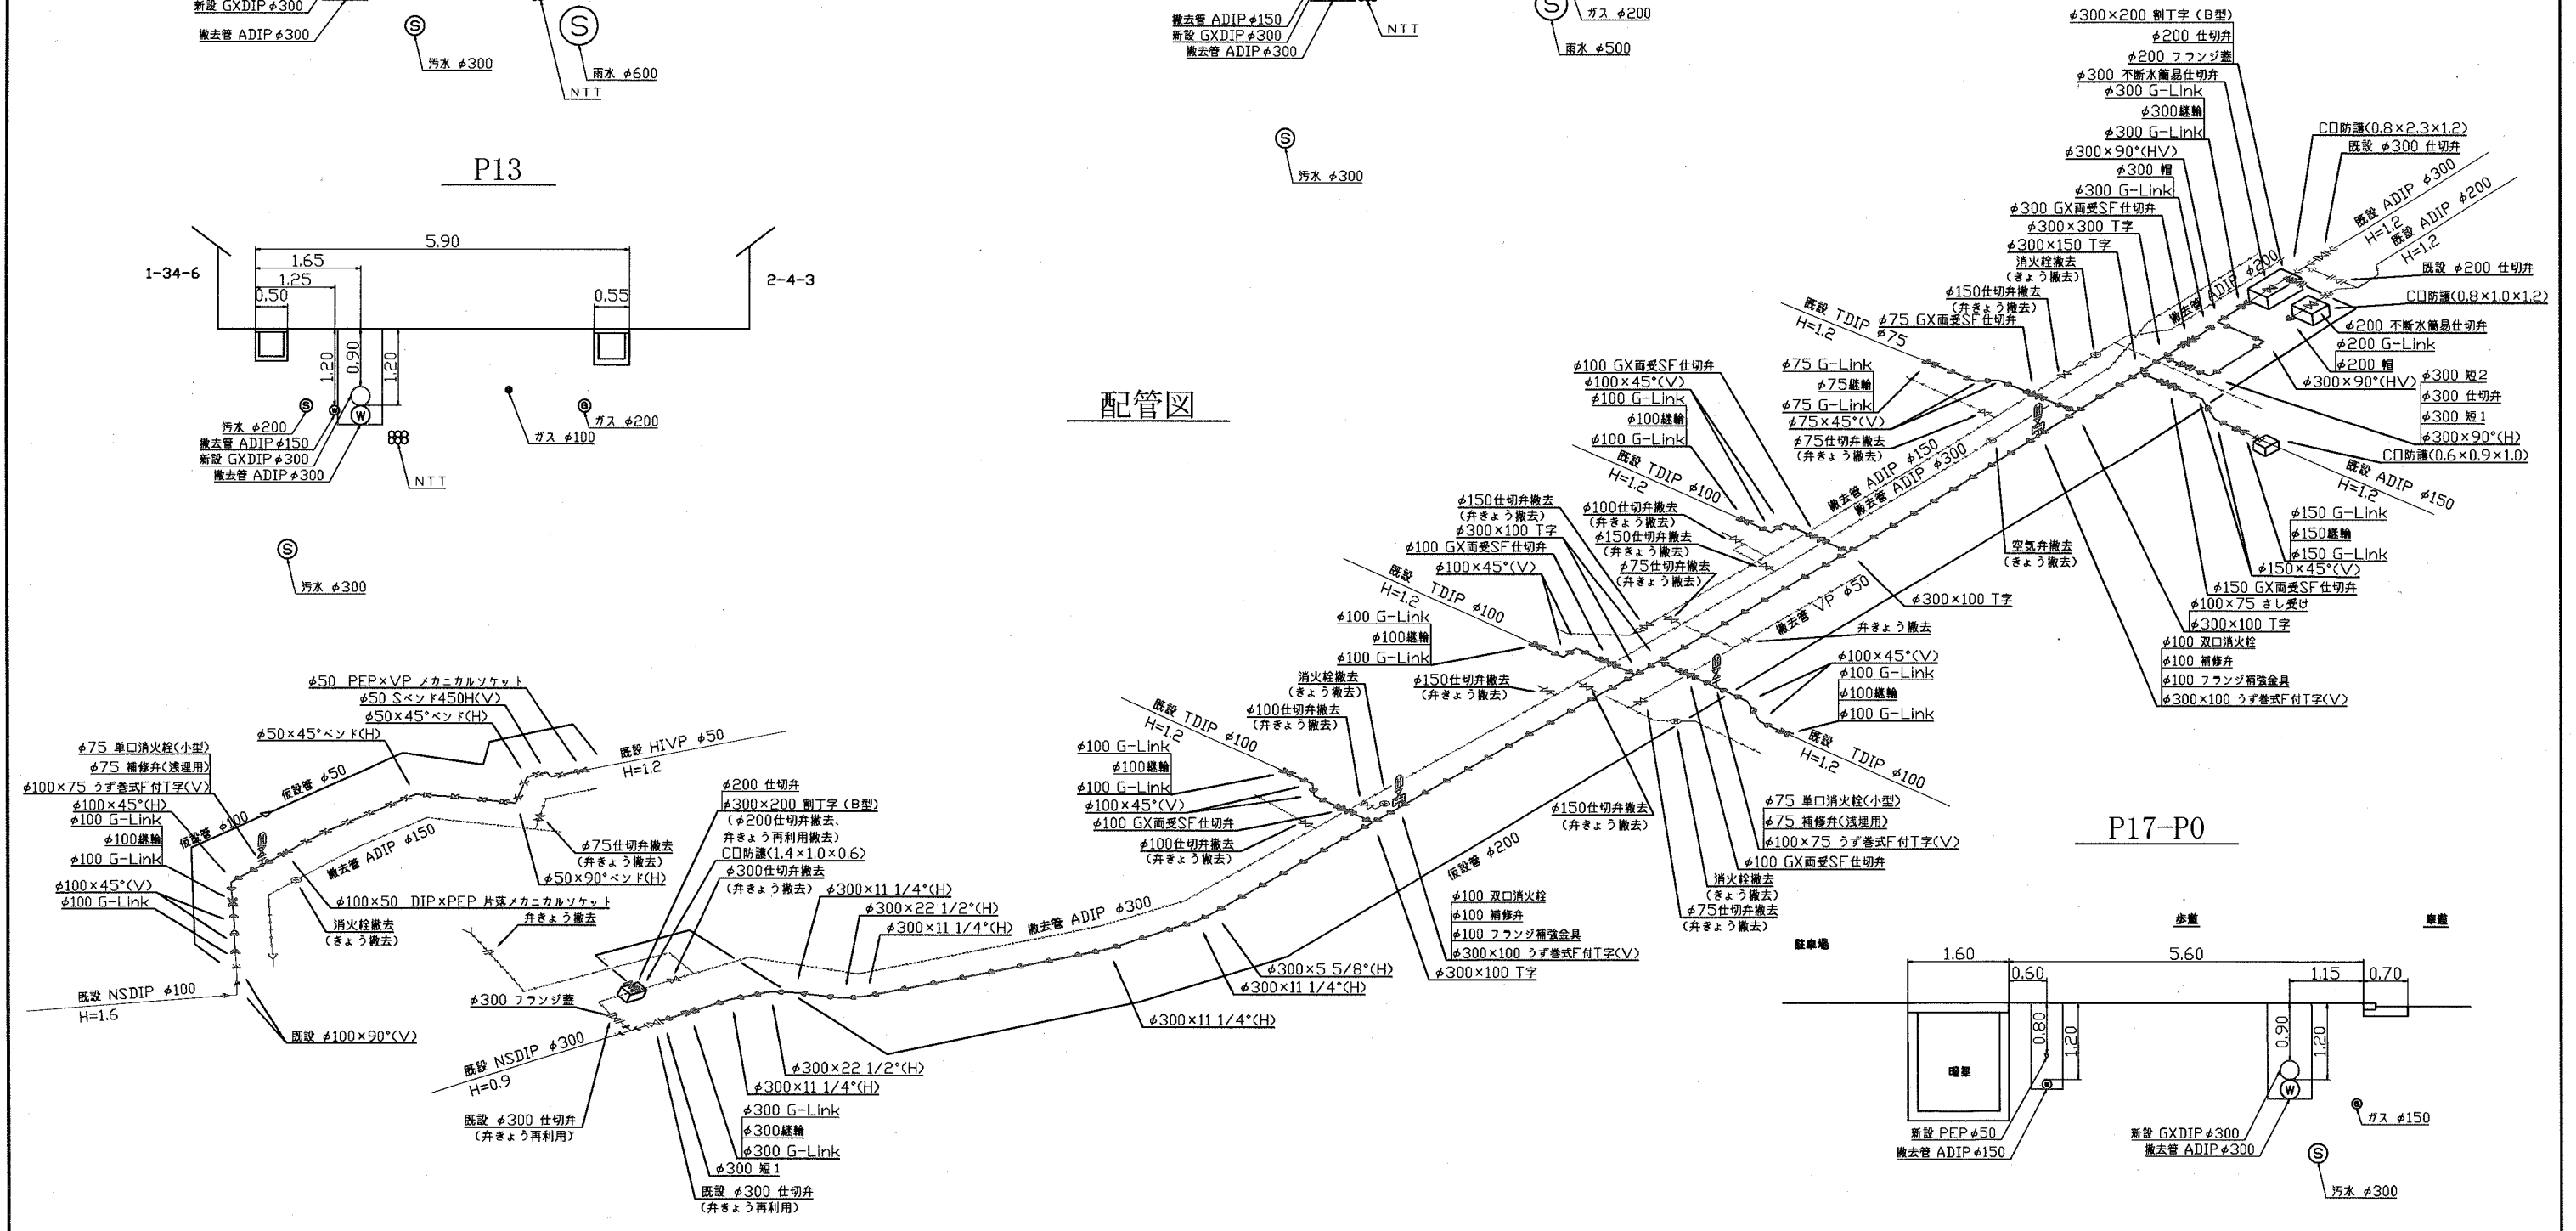 新設 GXDIPφ300
撤去管 ADIPφ300
汚水 φ300
雨水 φ600
NTT
撤去管 ADIPφ150
新設 GXDIPφ300
撤去管 ADIPφ300
NTT
ガス φ200
雨水 φ500
汚水 φ300
S
S
S
S
P13
1-34-6
2-4-3
5.90
1.65
1.25
0.50
0.55
1.20
0.90
1.20
S
W
G
汚水 φ200
撤去管 ADIPφ150
新設 GXDIPφ300
撤去管 ADIPφ300
NTT
ガス φ100
ガス φ200
S
汚水 φ300
配管図
φ300×200 割丁字 (B型)
φ200 仕切弁
φ200 フランジ蓋
φ300 不断水簡易仕切弁
φ300 G-Link
φ300継輪
φ300 G-Link
φ300×90°(HV)
φ300 帽
φ300 G-Link
φ300 GX両受SF仕切弁
φ300×300 T字
φ300×150 T字
消火栓撤去
(きょう撤去)
φ150仕切弁撤去
(弁きょう撤去)
φ75 GX両受SF仕切弁
既設 TDIP φ75
H=1.2
φ75 G-Link
φ75継輪
φ75 G-Link
φ75×45°(V)
φ75仕切弁撤去
(弁きょう撤去)
C口防護(0.8×2.3×1.2)
既設 φ300 仕切弁
既設 ADIP φ300
H=1.2
既設 ADIP φ200
H=1.2
既設 φ200 仕切弁
C口防護(0.8×1.0×1.2)
φ200 不断水簡易仕切弁
φ200 G-Link
φ200 帽
φ300×90°(HV)
φ300 短2
φ300 仕切弁
φ300 短1
φ300×90°(H)
C口防護(0.6×0.9×1.0)
既設 ADIP φ150
H=1.2
撤去管 ADIP φ200
φ150 G-Link
φ150継輪
φ150 G-Link
φ150×45°(V)
φ150 GX両受SF仕切弁
φ100×75 さし受け
φ300×100 T字
φ100 双口消火栓
φ100 補修弁
φ100 フランジ補強金具
φ300×100 うず巻式F付T字(V)
空気弁撤去
(きょう撤去)
φ300×100 T字
撤去管 ADIP φ150
撤去管 ADIP φ300
撤去管 VP φ50
弁きょう撤去
φ100 GX両受SF仕切弁
φ100×45°(V)
φ100 G-Link
φ100継輪
φ100 G-Link
既設 TDIP φ100
H=1.2
φ100仕切弁撤去
(弁きょう撤去)
φ150仕切弁撤去
(弁きょう撤去)
φ75仕切弁撤去
(弁きょう撤去)
φ150仕切弁撤去
(弁きょう撤去)
φ300×100 T字
φ100 GX両受SF仕切弁
φ100×45°(V)
既設 TDIP φ100
H=1.2
φ100 G-Link
φ100継輪
φ100 G-Link
φ150仕切弁撤去
(弁きょう撤去)
φ100×45°(V)
φ100 G-Link
φ100継輪
φ100 G-Link
既設 TDIP φ100
H=1.2
φ150仕切弁撤去
(弁きょう撤去)
φ75 単口消火栓(小型)
φ75 補修弁(浅埋用)
φ100×75 うず巻式F付T字(V)
φ100 GX両受SF仕切弁
消火栓撤去
(きょう撤去)
φ75仕切弁撤去
(弁きょう撤去)
消火栓撤去
(きょう撤去)
φ100仕切弁撤去
(弁きょう撤去)
既設 TDIP φ100
H=1.2
φ100 G-Link
φ100継輪
φ100 G-Link
φ100×45°(V)
φ100 GX両受SF仕切弁
φ100仕切弁撤去
(弁きょう撤去)
仮設管 φ200
φ100 双口消火栓
φ100 補修弁
φ100 フランジ補強金具
φ300×100 うず巻式F付T字(V)
φ300×100 T字
φ300×5 5/8°(H)
φ300×11 1/4°(H)
φ300×11 1/4°(H)
撤去管 ADIP φ300
φ300×11 1/4°(H)
φ300×22 1/2°(H)
φ300×11 1/4°(H)
φ200 仕切弁
φ300×200 割丁字 (B型)
(φ200仕切弁撤去、
弁きょう再利用撤去)
C口防護(1.4×1.0×0.6)
φ300仕切弁撤去
(弁きょう撤去)
弁きょう撤去
φ300 フランジ蓋
既設 NSDIP φ300
H=0.9
既設 φ300 仕切弁
(弁きょう再利用)
φ300×22 1/2°(H)
φ300×11 1/4°(H)
φ300 G-Link
φ300継輪
φ300 G-Link
φ300 短1
既設 φ300 仕切弁
(弁きょう再利用)
φ50 PEP×VP メカニカルソケット
φ50 Sベンド450H(V)
φ50×45°ベンド(H)
φ50×45°ベンド(H)
既設 HIVP φ50
H=1.2
仮設管 φ50
仮設管 φ100
φ75 単口消火栓(小型)
φ75 補修弁(浅埋用)
φ100×75 うず巻式F付T字(V)
φ100×45°(H)
φ100 G-Link
φ100継輪
φ100 G-Link
φ100×45°(V)
φ100 G-Link
撤去管 ADIP φ150
φ75仕切弁撤去
(弁きょう撤去)
φ50×90°ベンド(H)
φ100×50 DIP×PEP 片落メカニカルソケット
消火栓撤去
(きょう撤去)
既設 NSDIP φ100
H=1.6
既設 φ100×90°(V)
P17-P0
駐車場
歩道
車道
1.60
5.60
0.60
1.15
0.70
0.80
1.20
0.90
1.20
暗渠
W
G
新設 PEPφ50
撤去管 ADIPφ150
新設 GXDIPφ300
撤去管 ADIPφ300
ガス φ150
S
汚水 φ300